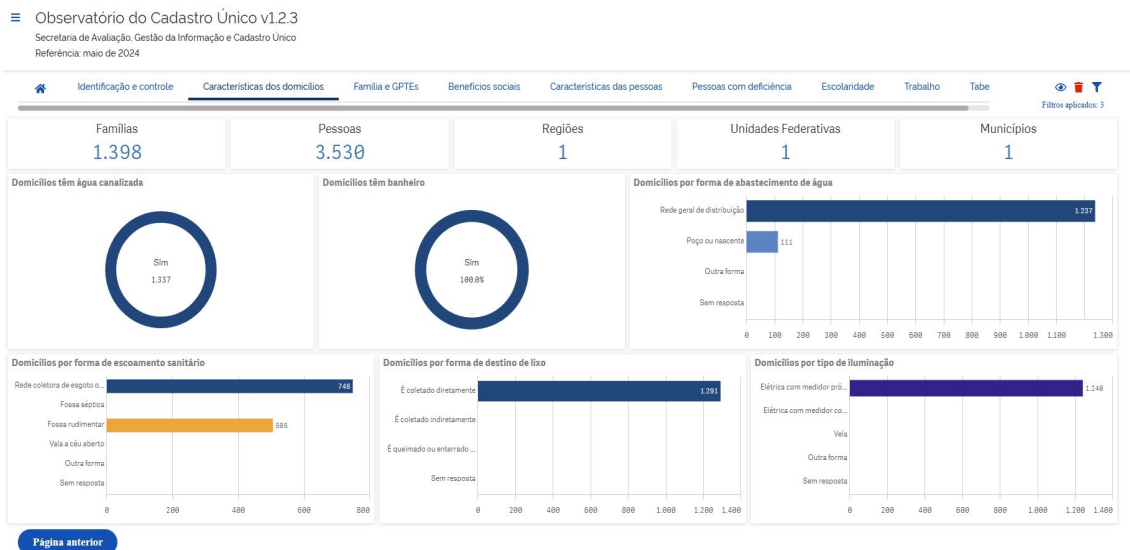 Observatório do Cadastro Único v1.2.3
Secretaria de Avaliação, Gestão da Informação e Cadastro Único
Referência: maio de 2024
Identificação e controle
Características dos domicílios
Família e GPTEs
Benefícios sociais
Características das pessoas
Pessoas com deficiência
Escolaridade
Trabalho
Tabe
Filtros aplicados: 3
Famílias
1.398
Pessoas
3.530
Regiões
1
Unidades Federativas
1
Municípios
1
Domicílios têm água canalizada
Sim
1.337
Domicílios têm banheiro
Sim
100.0%
Domicílios por forma de abastecimento de água
Rede geral de distribuição
1.237
Poço ou nascente
111
Outra forma
Sem resposta
0 100 200 300 400 500 600 700 800 900 1.000 1.100 1.300
Domicílios por forma de escoamento sanitário
Rede coletora de esgoto o...
748
Fossa séptica
Fossa rudimentar
505
Vala a céu aberto
Outra forma
Sem resposta
0 200 400 600 800
Domicílios por forma de destino de lixo
É coletado diretamente
1.291
É coletado indiretamente
É queimado ou enterrado ...
Sem resposta
0 200 400 600 800 1.000 1.200 1.400
Domicílios por tipo de iluminação
Elétrica com medidor pró...
1.240
Elétrica com medidor co...
Vela
Outra forma
Sem resposta
0 200 400 600 800 1.000 1.200 1.400
Página anterior